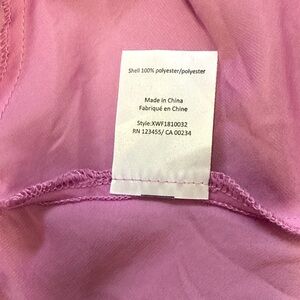 Shell 100% polyester/polyester
Made in China
Fabriqué en Chine
Style:XWF1810032
RN 123455/ CA 00234